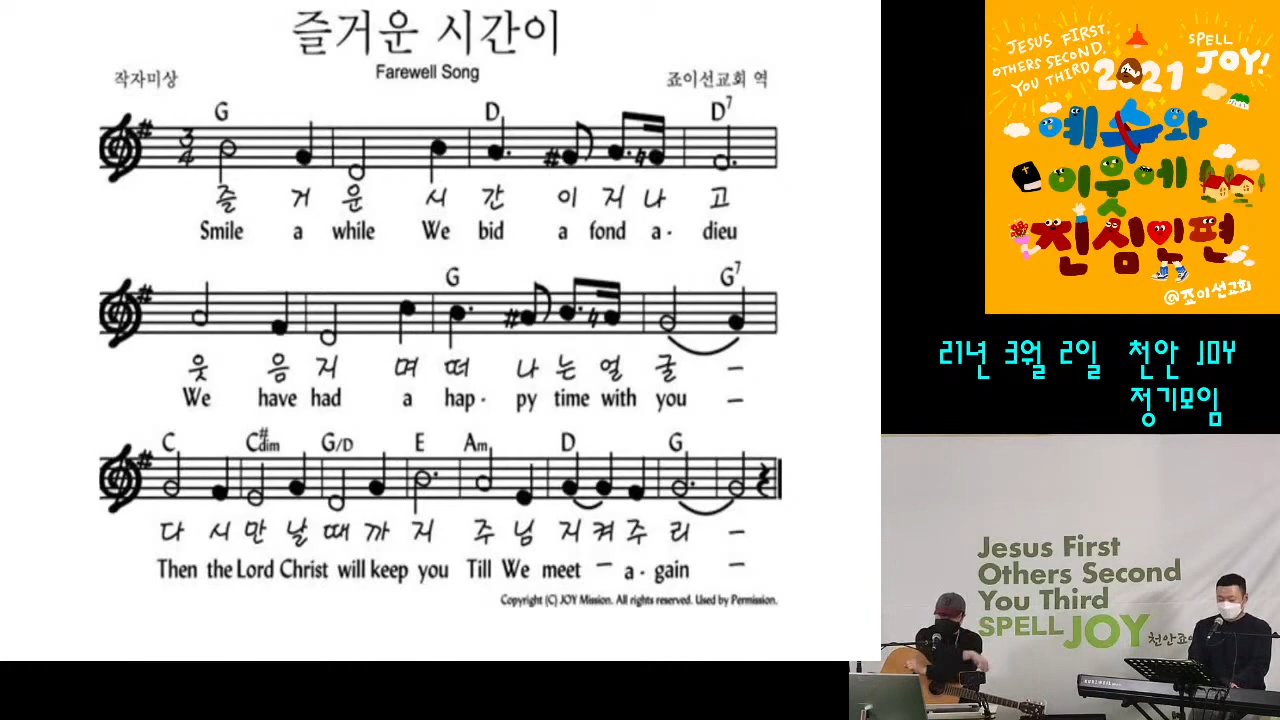 즐거운 시간이
Farewell Song
작자미상
죠이선교회 역
G D D7
3
4
즐 거 운 시 간 이 지 나 고
Smile a while We bid a fond a - dieu
G G7
웃 음 지 며 떠 나 는 얼 굴 –
We have had a hap - py time with you –
C C#dim G/D E Am D G
다 시 만 날 때 까 지 주 님 지 켜 주 리 –
Then the Lord Christ will keep you Till We meet – a - gain –
Copyright (C) JOY Mission. All rights reserved. Used by Permission.
JESUS FIRST,
OTHERS SECOND,
YOU THIRD
SPELL
JOY!
2021
예수와
이웃에
진심인편
@죠이선교회
21년 3월 2일 천안 JOY
정기모임
Jesus First
Others Second
You Third
SPELL JOY
천안죠이
KURZWEIL